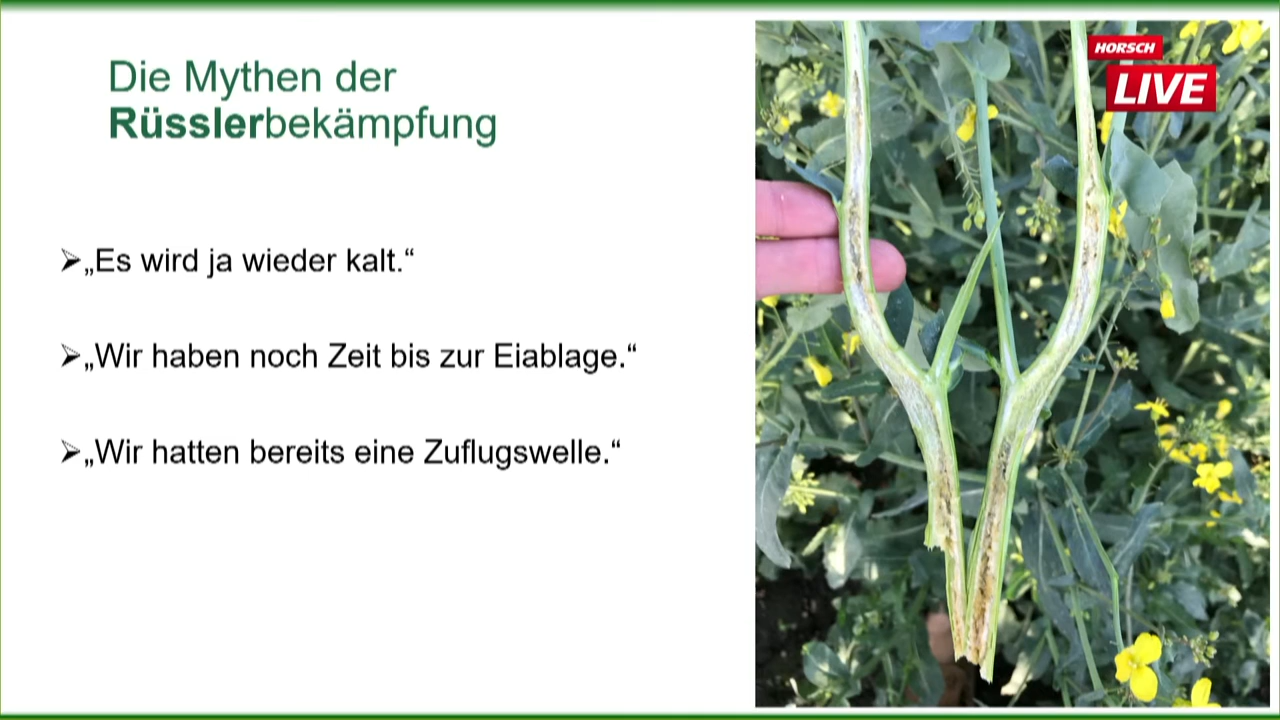 Die Mythen der
Rüsslerbekämpfung
„Es wird ja wieder kalt.“
„Wir haben noch Zeit bis zur Eiablage.“
„Wir hatten bereits eine Zuflugswelle.“
HORSCH
LIVE